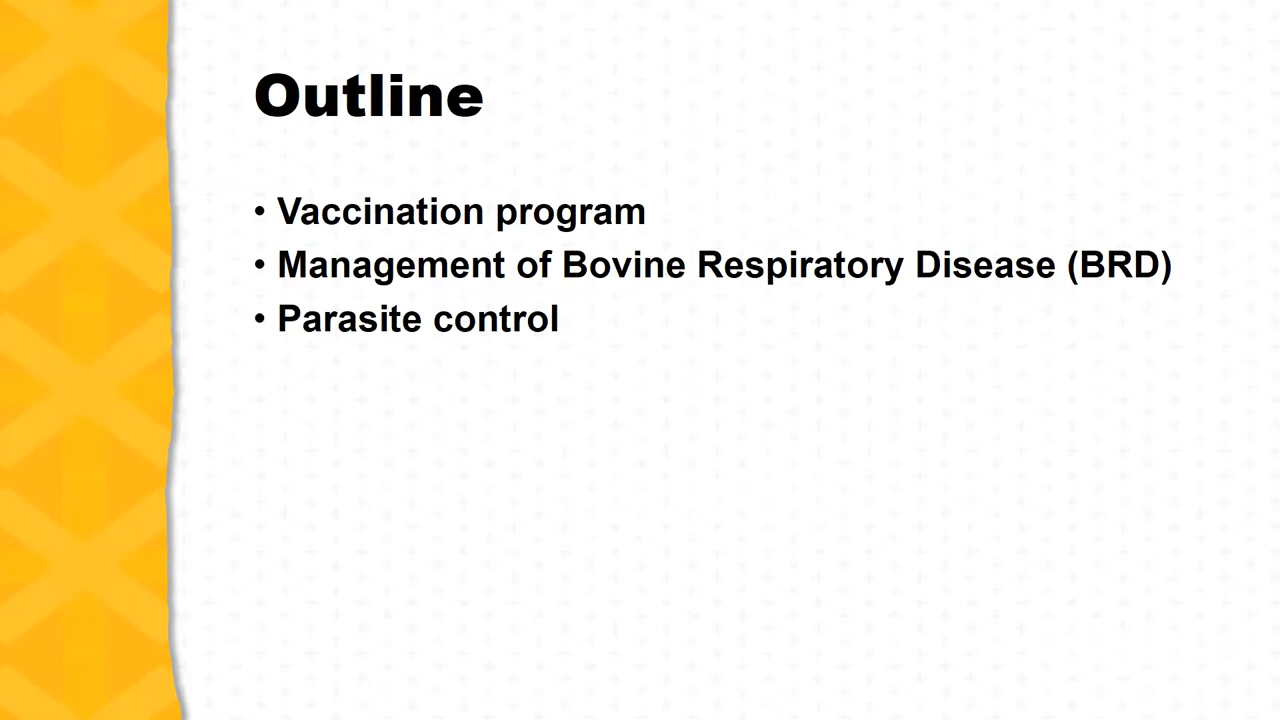 Outline
• Vaccination program
• Management of Bovine Respiratory Disease (BRD)
• Parasite control